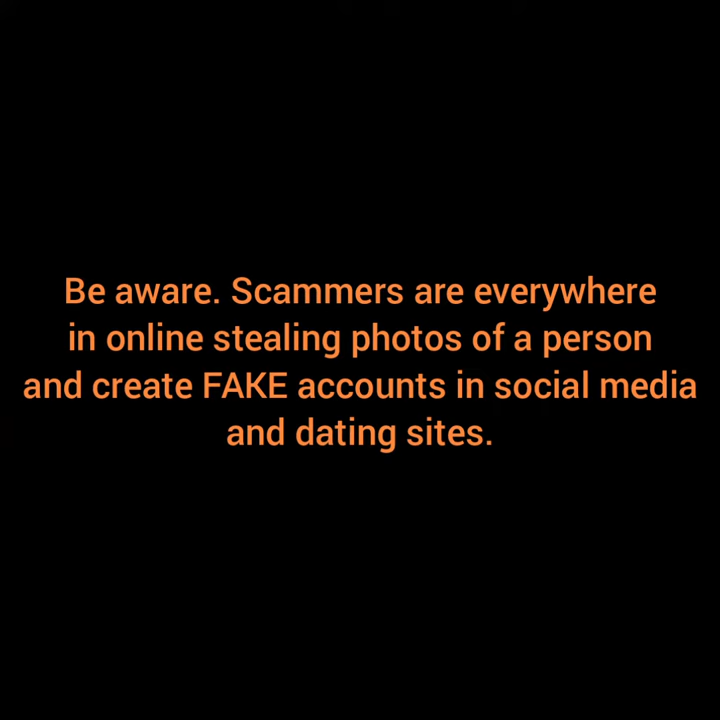 Be aware. Scammers are everywhere
in online stealing photos of a person
and create FAKE accounts in social media
and dating sites.